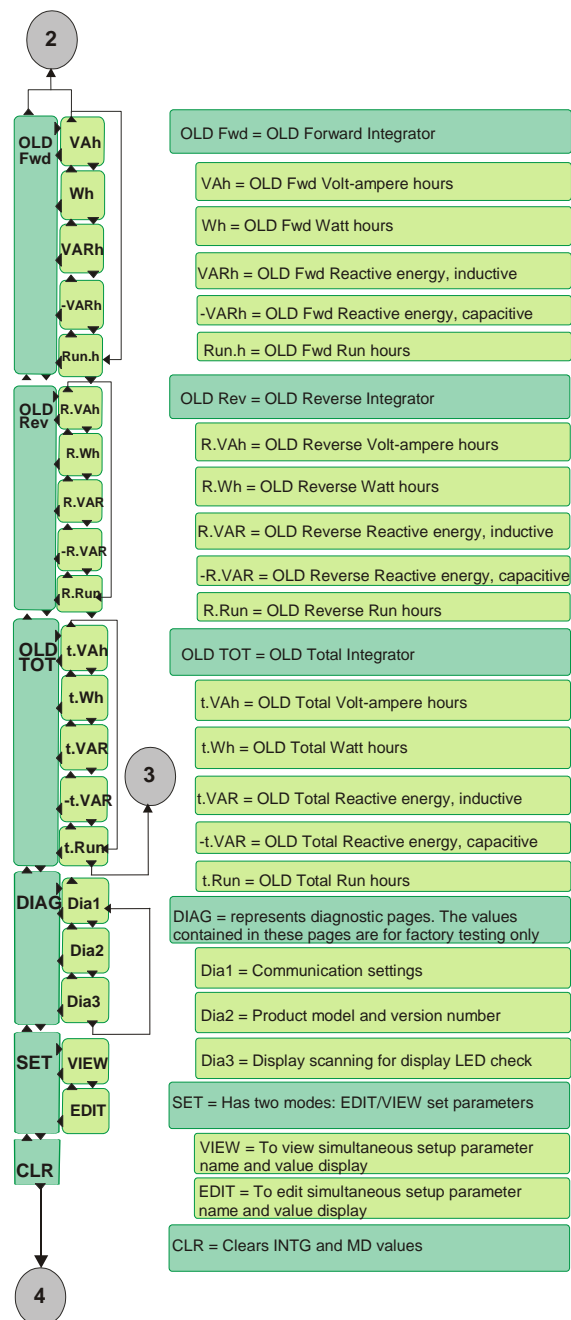 2
OLD
Fwd
VAh
Wh
VARh
-VARh
Run.h
OLD Fwd = OLD Forward Integrator
VAh = OLD Fwd Volt-ampere hours
Wh = OLD Fwd Watt hours
VARh = OLD Fwd Reactive energy, inductive
-VARh = OLD Fwd Reactive energy, capacitive
Run.h = OLD Fwd Run hours
OLD
Rev
R.VAh
R.Wh
R.VAR
-R.VAR
R.Run
OLD Rev = OLD Reverse Integrator
R.VAh = OLD Reverse Volt-ampere hours
R.Wh = OLD Reverse Watt hours
R.VAR = OLD Reverse Reactive energy, inductive
-R.VAR = OLD Reverse Reactive energy, capacitive
R.Run = OLD Reverse Run hours
OLD
TOT
t.VAh
t.Wh
t.VAR
-t.VAR
t.Run
3
OLD TOT = OLD Total Integrator
t.VAh = OLD Total Volt-ampere hours
t.Wh = OLD Total Watt hours
t.VAR = OLD Total Reactive energy, inductive
-t.VAR = OLD Total Reactive energy, capacitive
t.Run = OLD Total Run hours
DIAG
Dia1
Dia2
Dia3
DIAG = represents diagnostic pages. The values
contained in these pages are for factory testing only
Dia1 = Communication settings
Dia2 = Product model and version number
Dia3 = Display scanning for display LED check
SET
VIEW
EDIT
SET = Has two modes: EDIT/VIEW set parameters
VIEW = To view simultaneous setup parameter
name and value display
EDIT = To edit simultaneous setup parameter
name and value display
CLR
CLR = Clears INTG and MD values
4